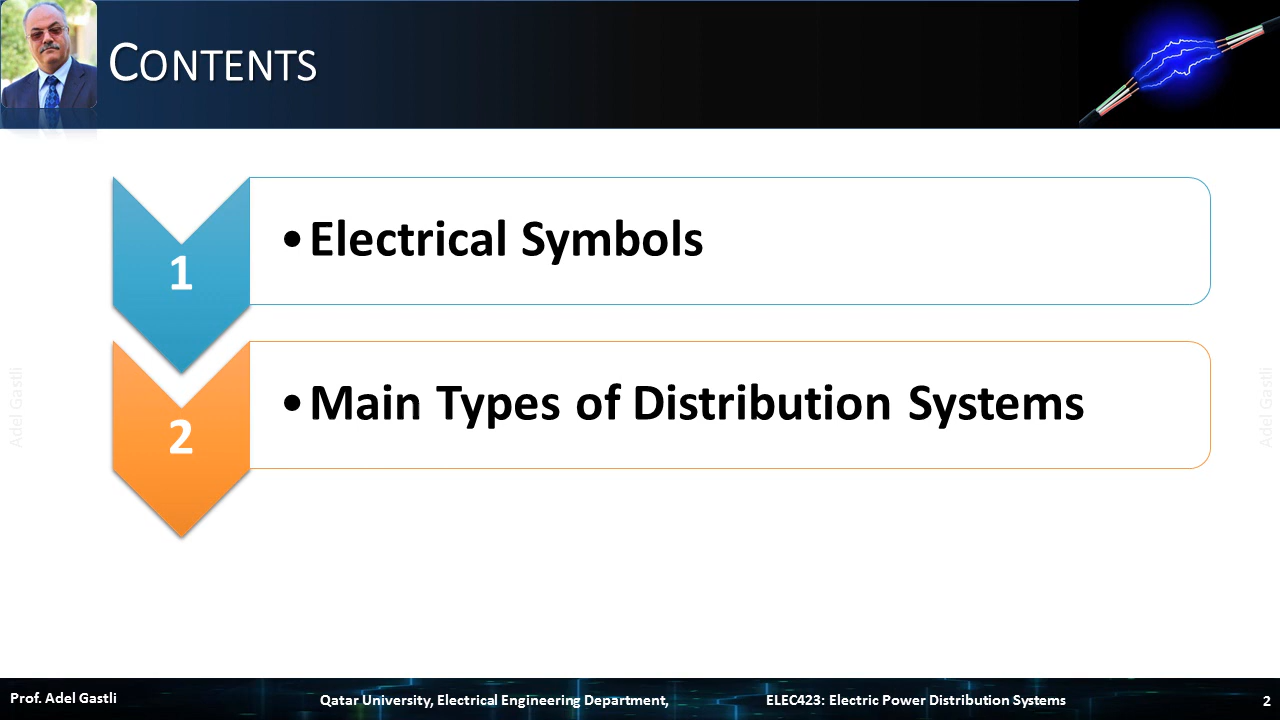 CONTENTS
1
•Electrical Symbols
2
•Main Types of Distribution Systems
Adel Gastli
Adel Gastli
Prof. Adel Gastli
Qatar University, Electrical Engineering Department,
ELEC423: Electric Power Distribution Systems
2